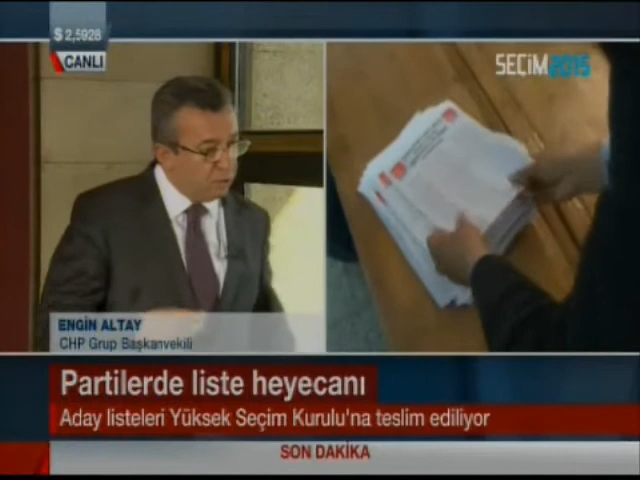 $ 2,5928
CANLI
SEÇİM2015
ENGİN ALTAY
CHP Grup Başkanvekili
Partilerde liste heyecanı
Aday listeleri Yüksek Seçim Kurulu'na teslim ediliyor
SON DAKİKA